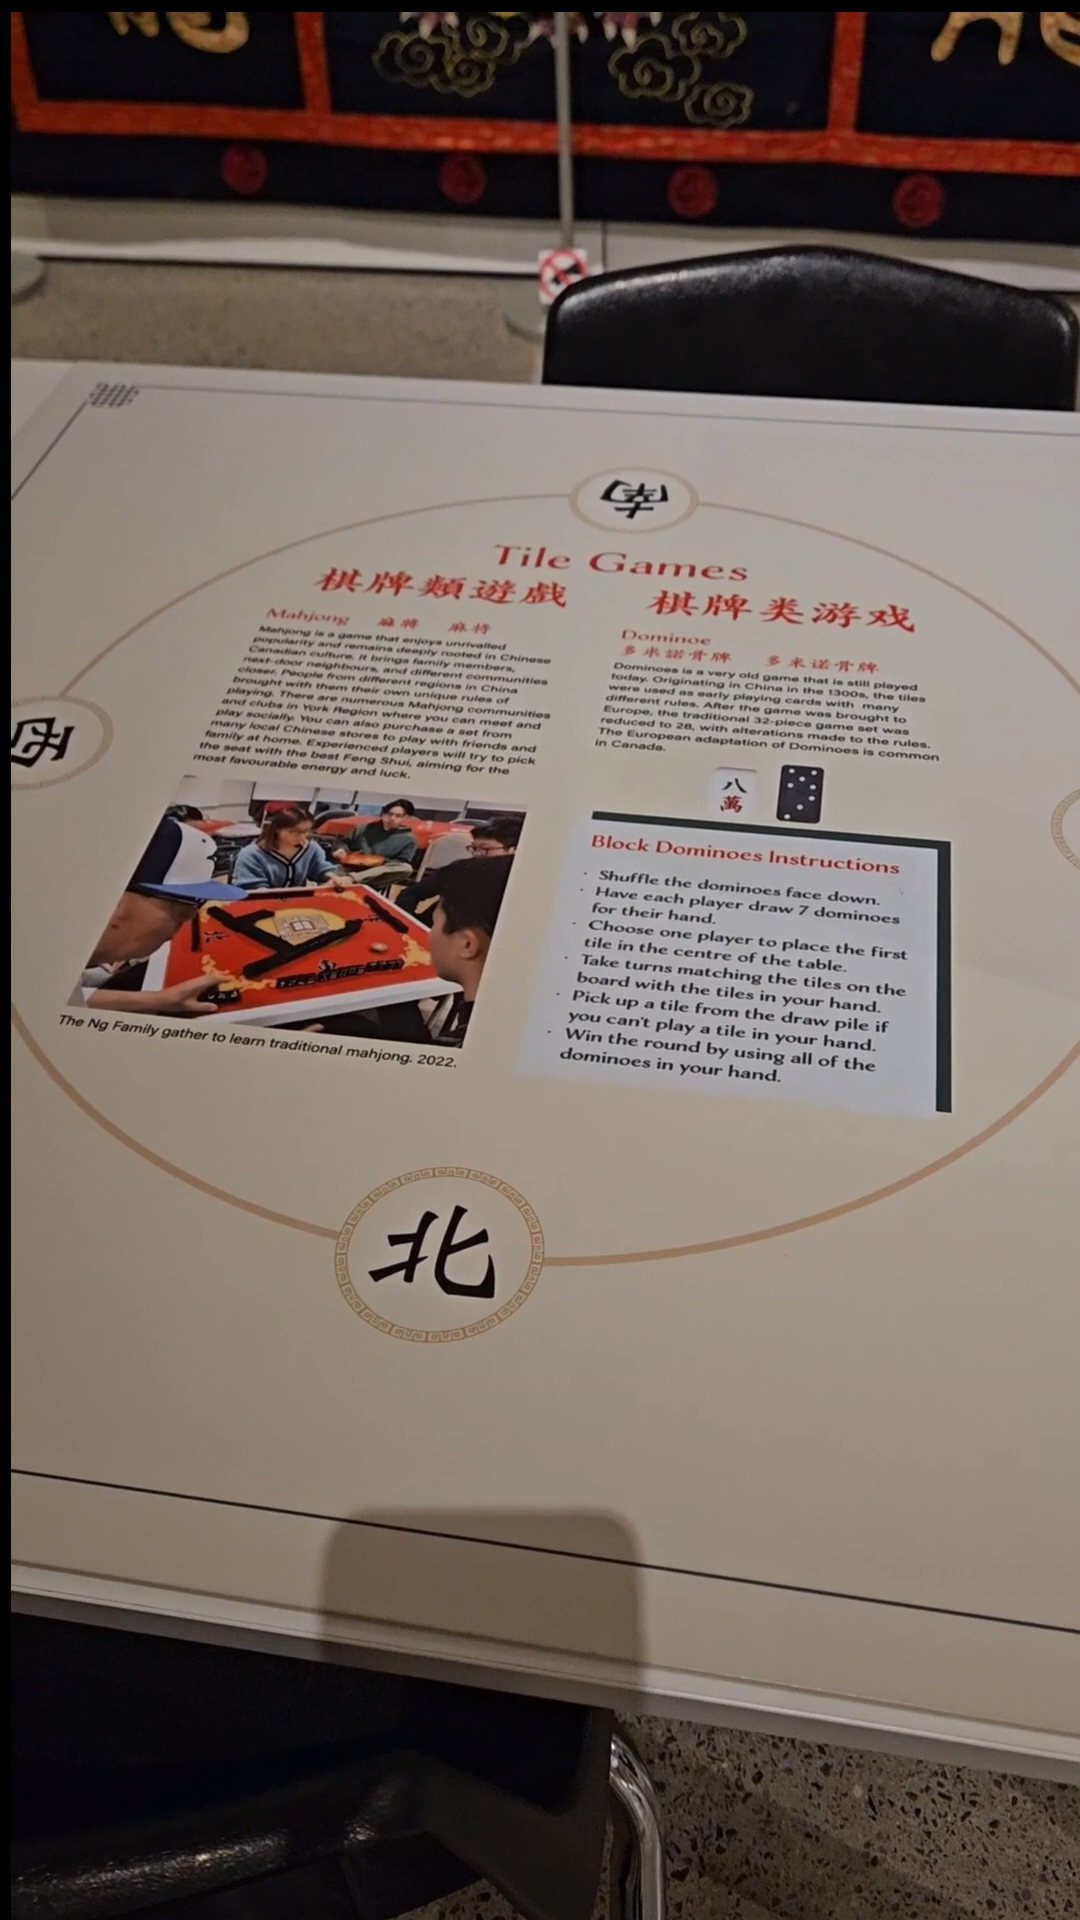 南
Tile Games
棋牌類遊戲 棋牌类游戏
Mahjong 麻將 麻将
Mahjong is a game that enjoys unrivalled
popularity and remains deeply rooted in Chinese
Canadian culture. It brings family members,
next-door neighbours, and different communities
closer. People from different regions in China
brought with them their own unique rules of
playing. There are numerous Mahjong communities
and clubs in York Region where you can meet and
play socially. You can also purchase a set from
many local Chinese stores to play with friends and
family at home. Experienced players will try to pick
the seat with the best Feng Shui, aiming for the
most favourable energy and luck.
The Ng Family gather to learn traditional mahjong. 2022.
Dominoe
多米諾骨牌 多米诺骨牌
Dominoes is a very old game that is still played
today. Originating in China in the 1300s, the tiles
were used as early playing cards with many
different rules. After the game was brought to
Europe, the traditional 32-piece game set was
reduced to 28, with alterations made to the rules.
The European adaptation of Dominoes is common
in Canada.
八
萬
Block Dominoes Instructions
· Shuffle the dominoes face down.
· Have each player draw 7 dominoes
for their hand.
· Choose one player to place the first
tile in the centre of the table.
· Take turns matching the tiles on the
board with the tiles in your hand.
· Pick up a tile from the draw pile if
you can't play a tile in your hand.
· Win the round by using all of the
dominoes in your hand.
北